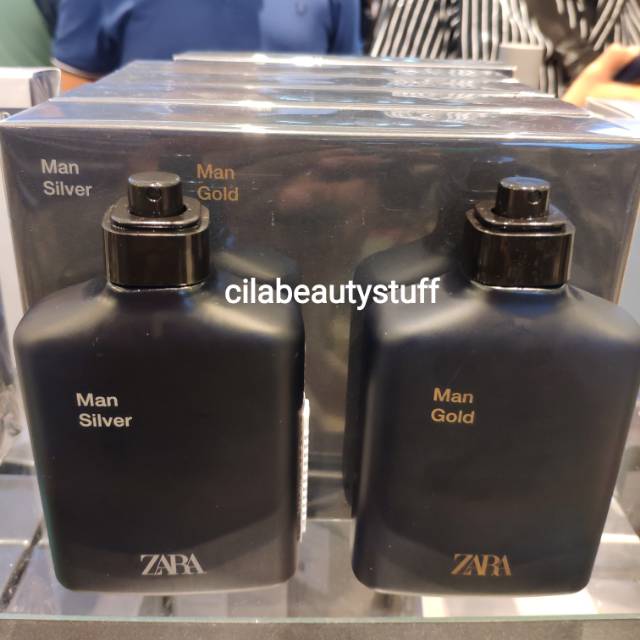 Man
Silver
Man
Gold
cilabeautystuff
Man
Silver
Man
Gold
ZARA
ZARA